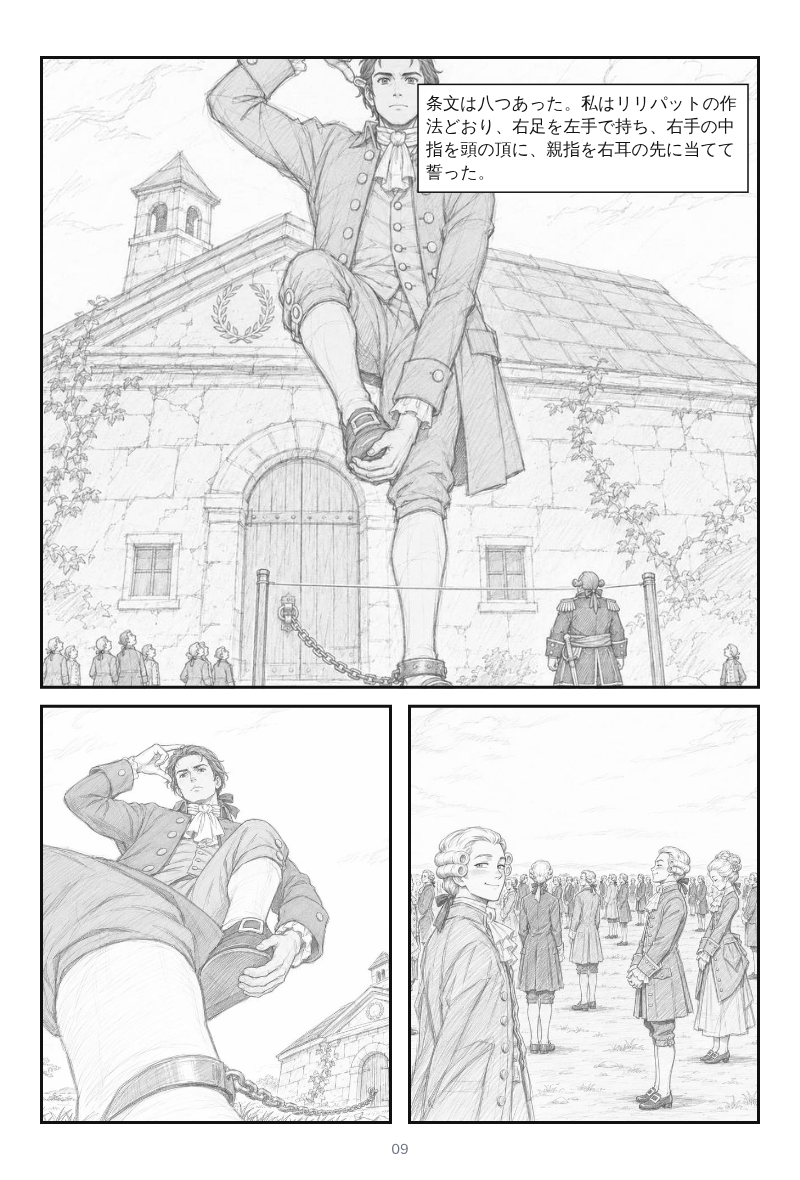 条文は八つあった。私はリリパットの作
法どおり、右足を左手で持ち、右手の中
指を頭の頂に、親指を右耳の先に当てて
誓った。
09